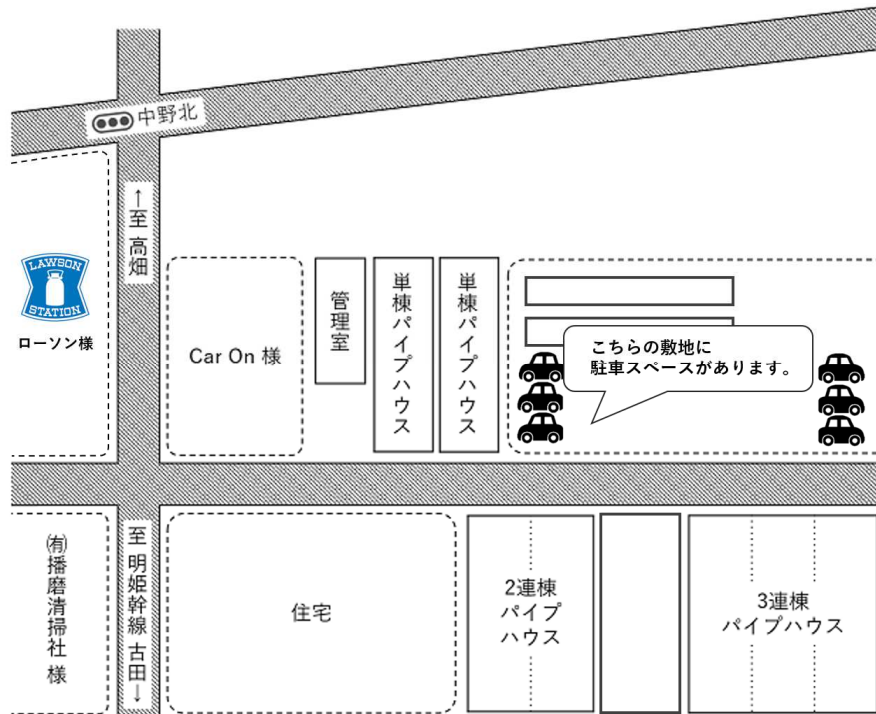 中野北
←至 高畑
LAWSON
STATION
ローソン様
Car On 様
管理室
単棟パイプハウス
単棟パイプハウス
こちらの敷地に
駐車スペースがあります。
㈲播磨清掃社 様
至 明姫幹線 古田→
住宅
2連棟
パイプ
ハウス
3連棟
パイプハウス